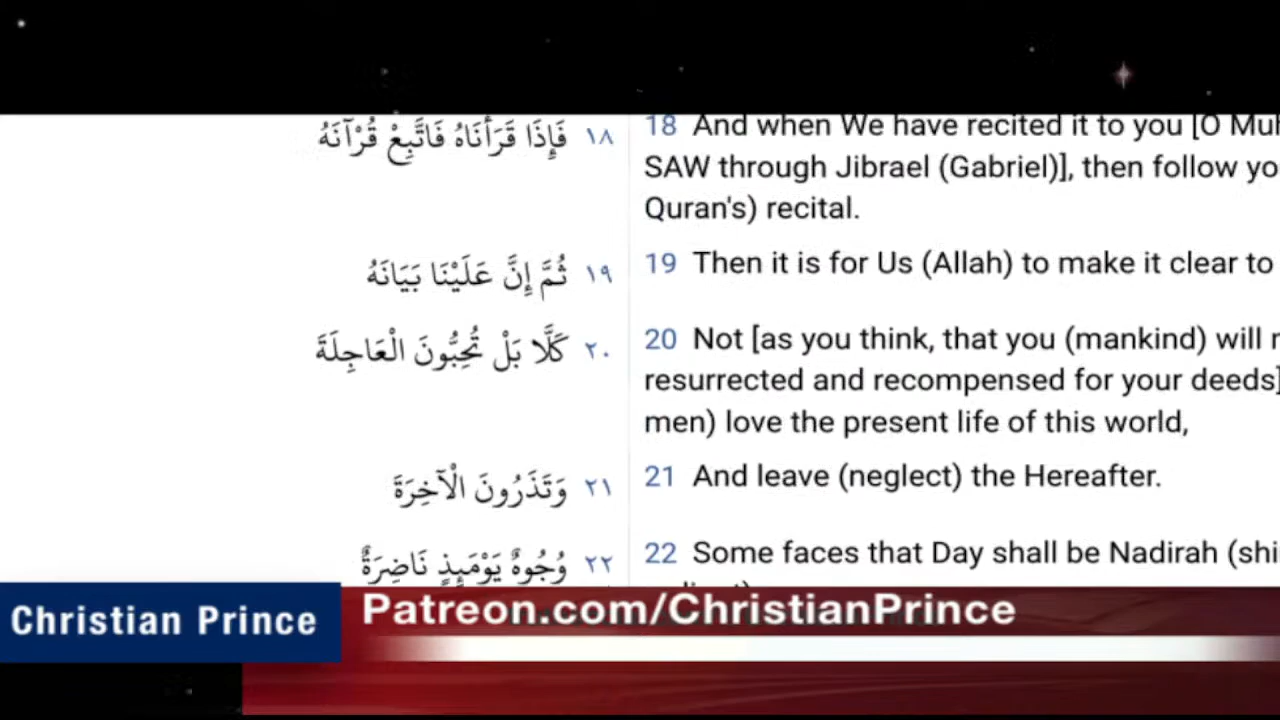 فَإِذَا قَرَأْنَاهُ فَاتَّبِعْ قُرْآنَهُ ١٨
18 And when We have recited it to you [O
SAW through Jibrael (Gabriel)], then follow
Quran's) recital.
ثُمَّ إِنَّ عَلَيْنَا بَيَانَهُ ١٩
19 Then it is for Us (Allah) to make it clear to
كَلَّا بَلْ تُحِبُّونَ الْعَاجِلَةَ ٢٠
20 Not [as you think, that you (mankind) will
resurrected and recompensed for your deeds]
men) love the present life of this world,
وَتَذَرُونَ الْآخِرَةَ ٢١
21 And leave (neglect) the Hereafter.
وُجُوهٌ يَوْمَئِذٍ نَاضِرَةٌ ٢٢
22 Some faces that Day shall be Nadirah
Christian Prince
Patreon.com/ChristianPrince